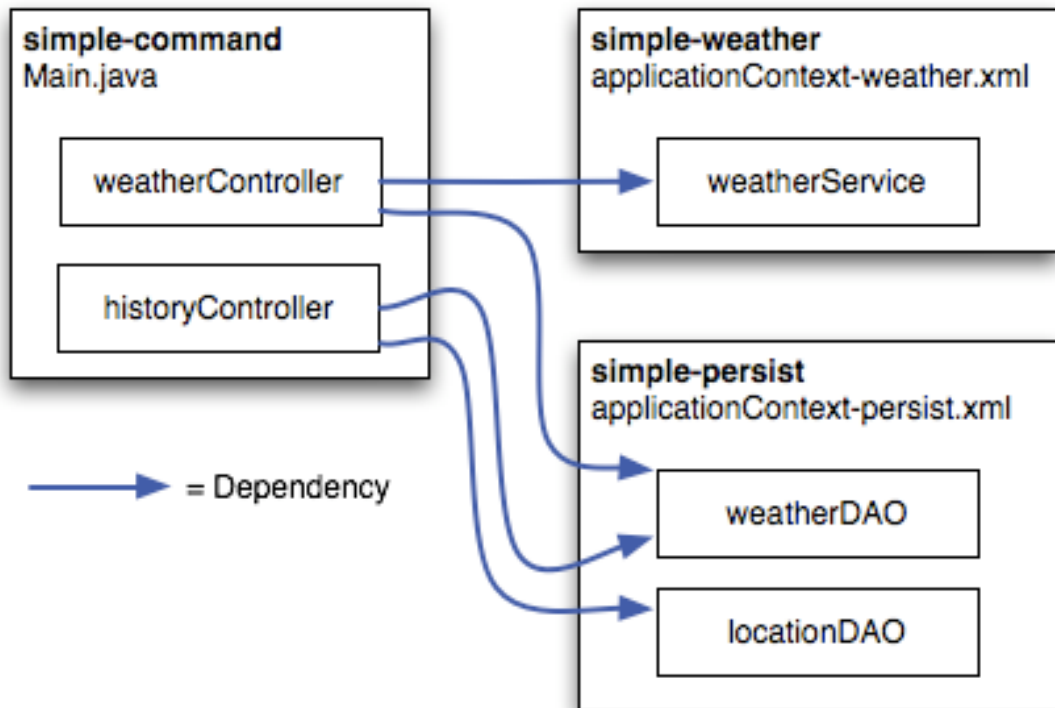 simple-command
Main.java
weatherController
historyController
simple-weather
applicationContext-weather.xml
weatherService
simple-persist
applicationContext-persist.xml
weatherDAO
locationDAO
= Dependency